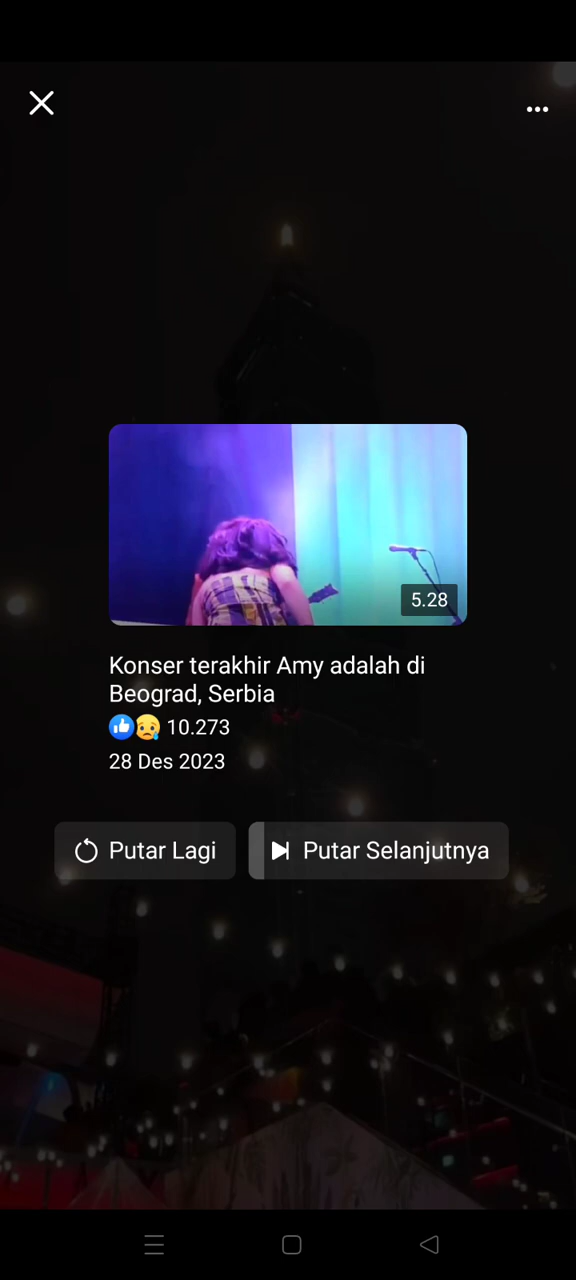 5.28
Konser terakhir Amy adalah di
Beograd, Serbia
10.273
28 Des 2023
Putar Lagi
Putar Selanjutnya